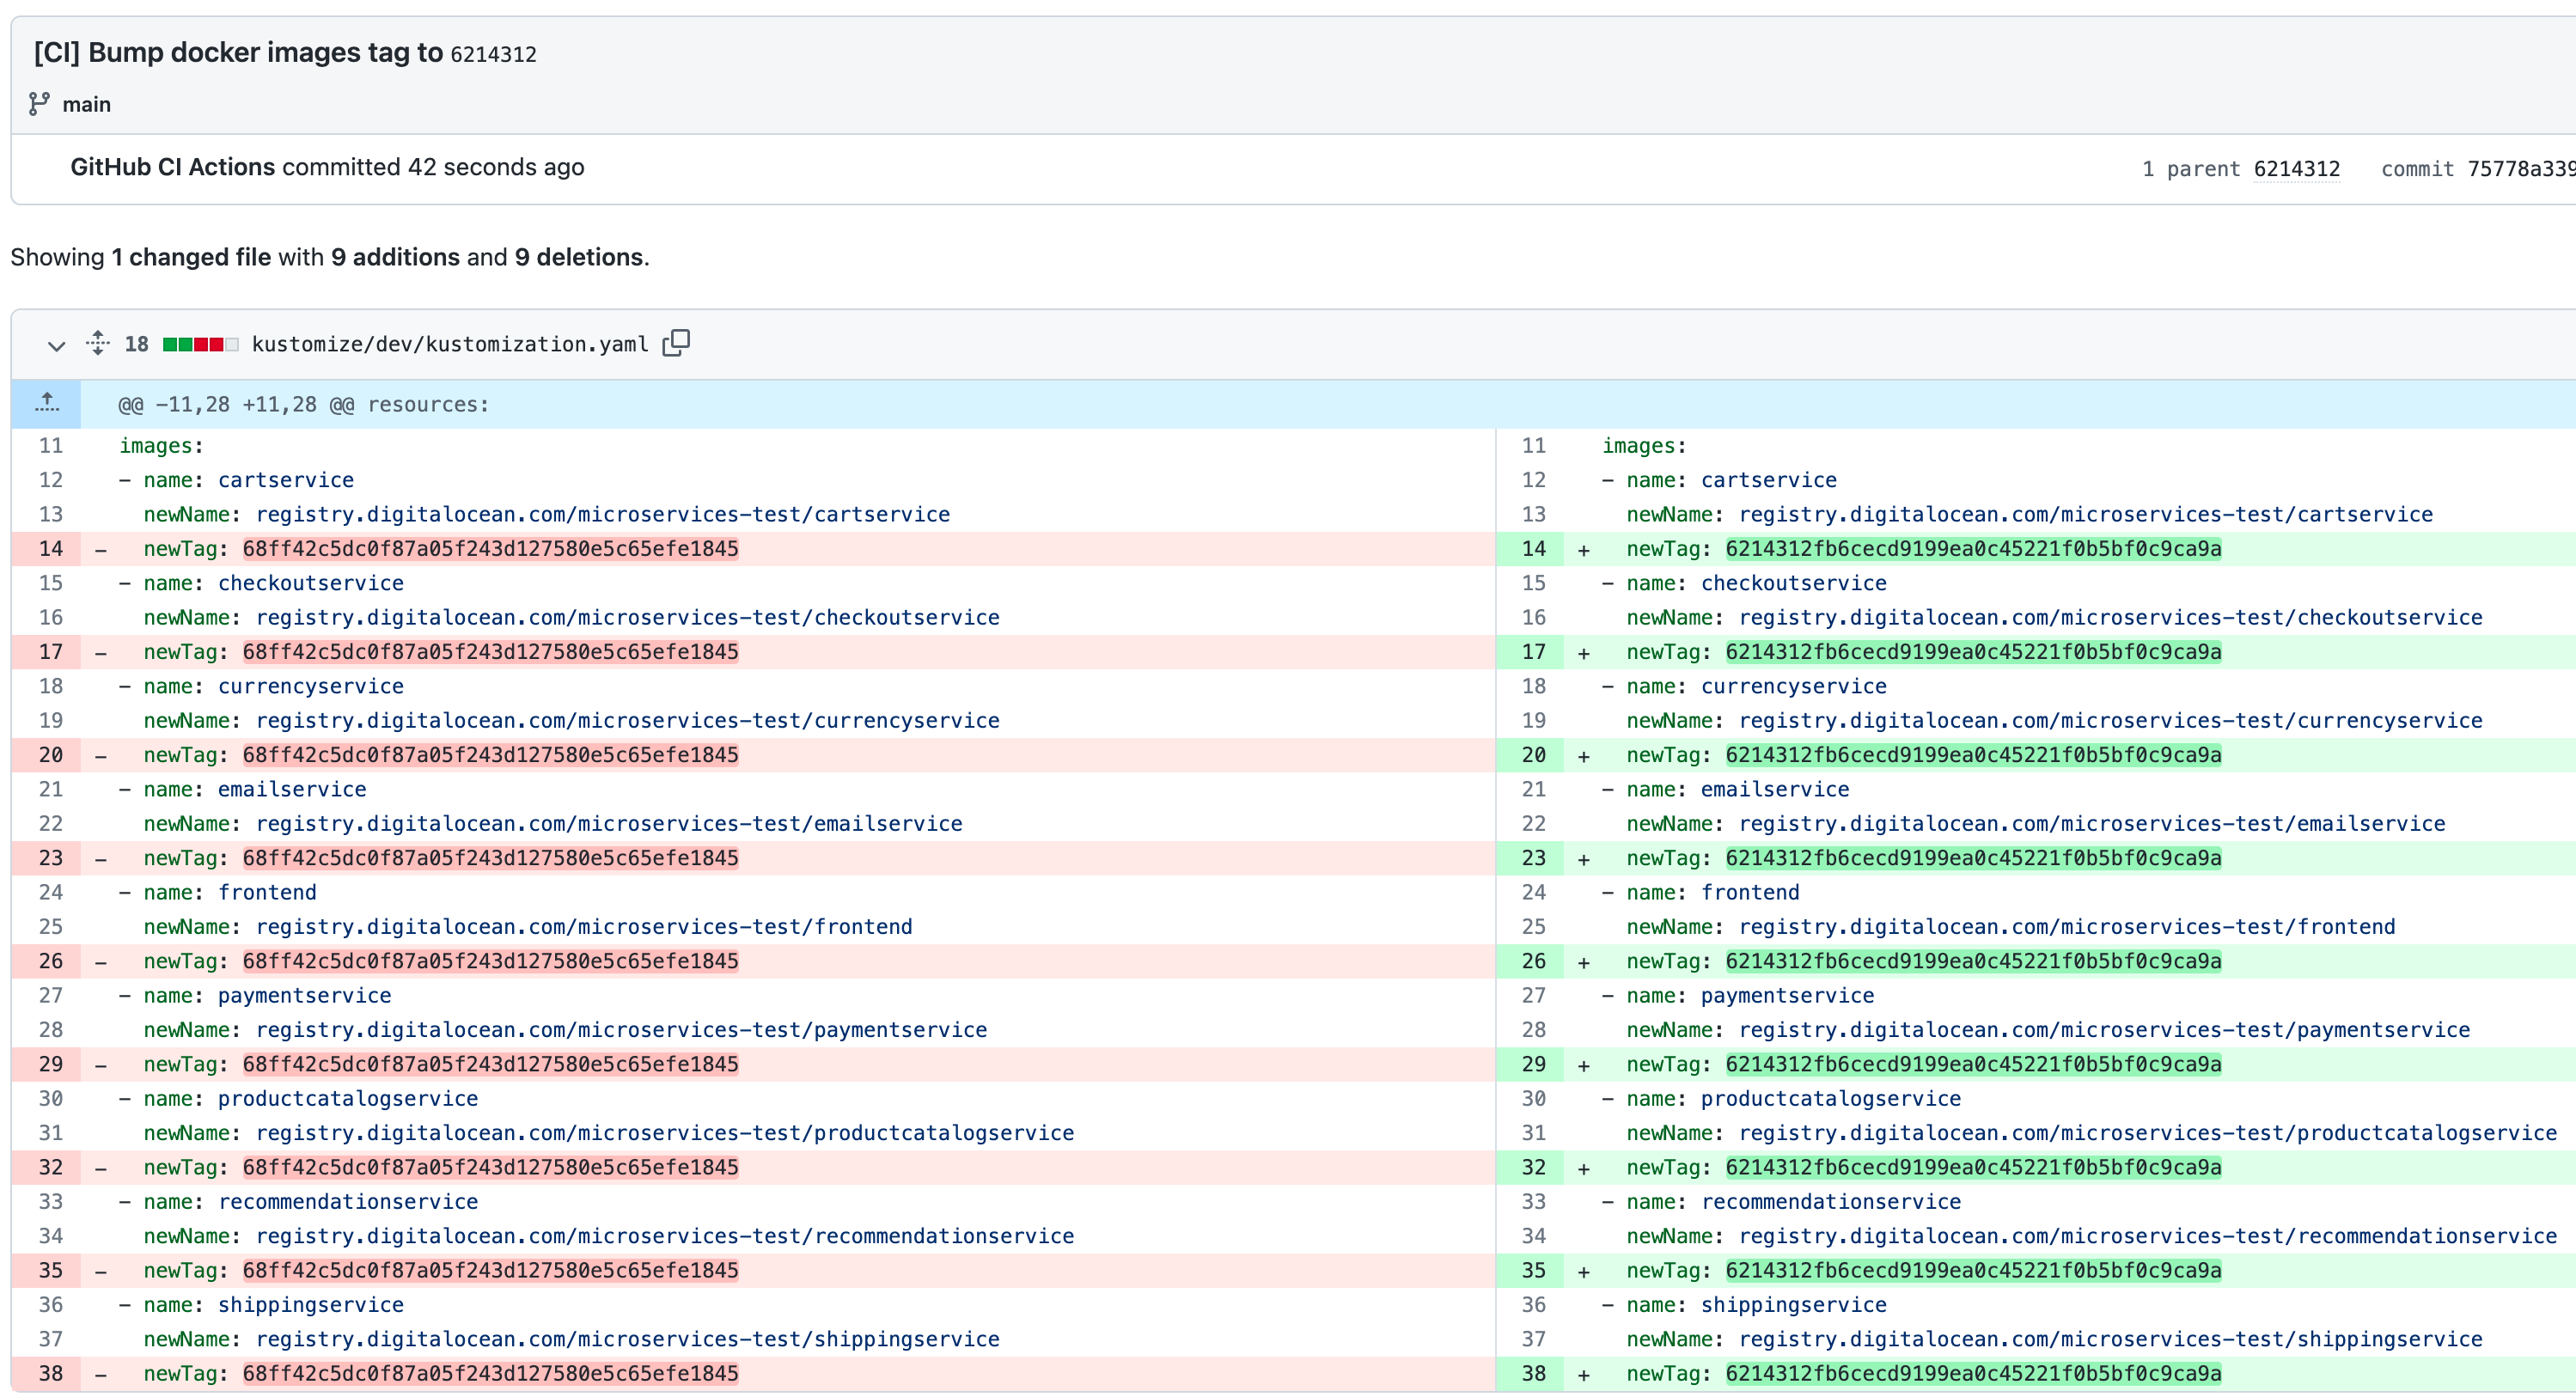 [CI] Bump docker images tag to 6214312
main
GitHub CI Actions committed 42 seconds ago
1 parent 6214312 commit 75778a339
Showing 1 changed file with 9 additions and 9 deletions.
18 kustomize/dev/kustomization.yaml
@@ -11,28 +11,28 @@ resources:
11 images:
12 - name: cartservice
13 newName: registry.digitalocean.com/microservices-test/cartservice
14 - newTag: 68ff42c5dc0f87a05f243d127580e5c65efe1845
15 - name: checkoutservice
16 newName: registry.digitalocean.com/microservices-test/checkoutservice
17 - newTag: 68ff42c5dc0f87a05f243d127580e5c65efe1845
18 - name: currencyservice
19 newName: registry.digitalocean.com/microservices-test/currencyservice
20 - newTag: 68ff42c5dc0f87a05f243d127580e5c65efe1845
21 - name: emailservice
22 newName: registry.digitalocean.com/microservices-test/emailservice
23 - newTag: 68ff42c5dc0f87a05f243d127580e5c65efe1845
24 - name: frontend
25 newName: registry.digitalocean.com/microservices-test/frontend
26 - newTag: 68ff42c5dc0f87a05f243d127580e5c65efe1845
27 - name: paymentservice
28 newName: registry.digitalocean.com/microservices-test/paymentservice
29 - newTag: 68ff42c5dc0f87a05f243d127580e5c65efe1845
30 - name: productcatalogservice
31 newName: registry.digitalocean.com/microservices-test/productcatalogservice
32 - newTag: 68ff42c5dc0f87a05f243d127580e5c65efe1845
33 - name: recommendationservice
34 newName: registry.digitalocean.com/microservices-test/recommendationservice
35 - newTag: 68ff42c5dc0f87a05f243d127580e5c65efe1845
36 - name: shippingservice
37 newName: registry.digitalocean.com/microservices-test/shippingservice
38 - newTag: 68ff42c5dc0f87a05f243d127580e5c65efe1845
11 images:
12 - name: cartservice
13 newName: registry.digitalocean.com/microservices-test/cartservice
14 + newTag: 6214312fb6cecd9199ea0c45221f0b5bf0c9ca9a
15 - name: checkoutservice
16 newName: registry.digitalocean.com/microservices-test/checkoutservice
17 + newTag: 6214312fb6cecd9199ea0c45221f0b5bf0c9ca9a
18 - name: currencyservice
19 newName: registry.digitalocean.com/microservices-test/currencyservice
20 + newTag: 6214312fb6cecd9199ea0c45221f0b5bf0c9ca9a
21 - name: emailservice
22 newName: registry.digitalocean.com/microservices-test/emailservice
23 + newTag: 6214312fb6cecd9199ea0c45221f0b5bf0c9ca9a
24 - name: frontend
25 newName: registry.digitalocean.com/microservices-test/frontend
26 + newTag: 6214312fb6cecd9199ea0c45221f0b5bf0c9ca9a
27 - name: paymentservice
28 newName: registry.digitalocean.com/microservices-test/paymentservice
29 + newTag: 6214312fb6cecd9199ea0c45221f0b5bf0c9ca9a
30 - name: productcatalogservice
31 newName: registry.digitalocean.com/microservices-test/productcatalogservice
32 + newTag: 6214312fb6cecd9199ea0c45221f0b5bf0c9ca9a
33 - name: recommendationservice
34 newName: registry.digitalocean.com/microservices-test/recommendationservice
35 + newTag: 6214312fb6cecd9199ea0c45221f0b5bf0c9ca9a
36 - name: shippingservice
37 newName: registry.digitalocean.com/microservices-test/shippingservice
38 + newTag: 6214312fb6cecd9199ea0c45221f0b5bf0c9ca9a